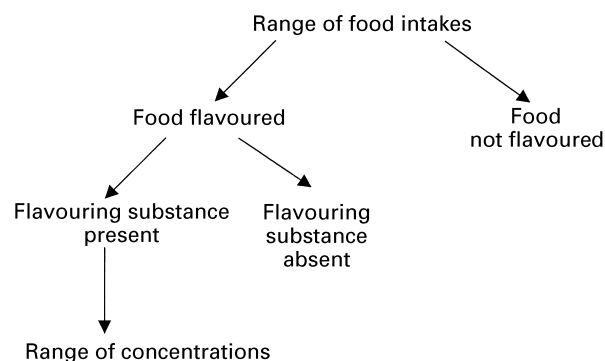 Range of food intakes
Food flavoured
Food
not flavoured
Flavouring substance
present
Flavouring
substance
absent
Range of concentrations